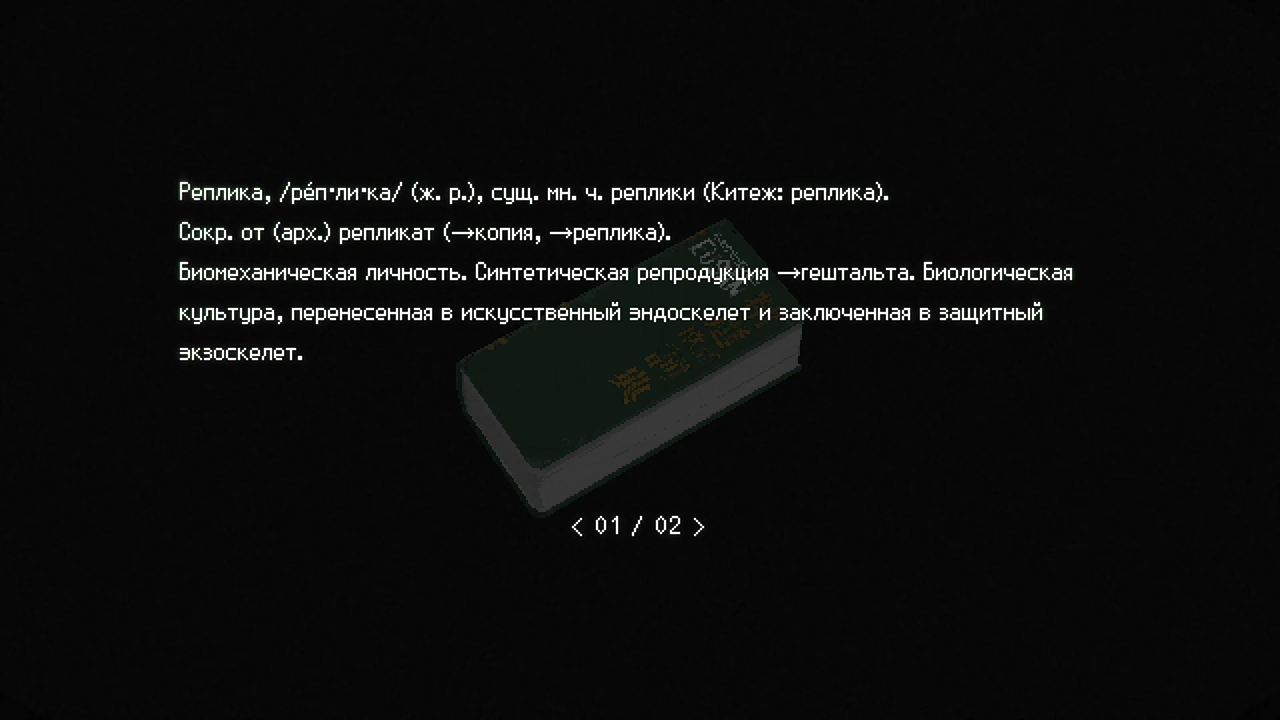 Реплика, /ре́п·ли·ка/ (ж. р.), сущ. мн. ч. реплики (Китеж: реплика).
Сокр. от (арх.) репликат (→копия, →реплика).
Биомеханическая личность. Синтетическая репродукция →гештальта. Биологическая
культура, перенесенная в искусственный эндоскелет и заключенная в защитный
экзоскелет.
< 01 / 02 >